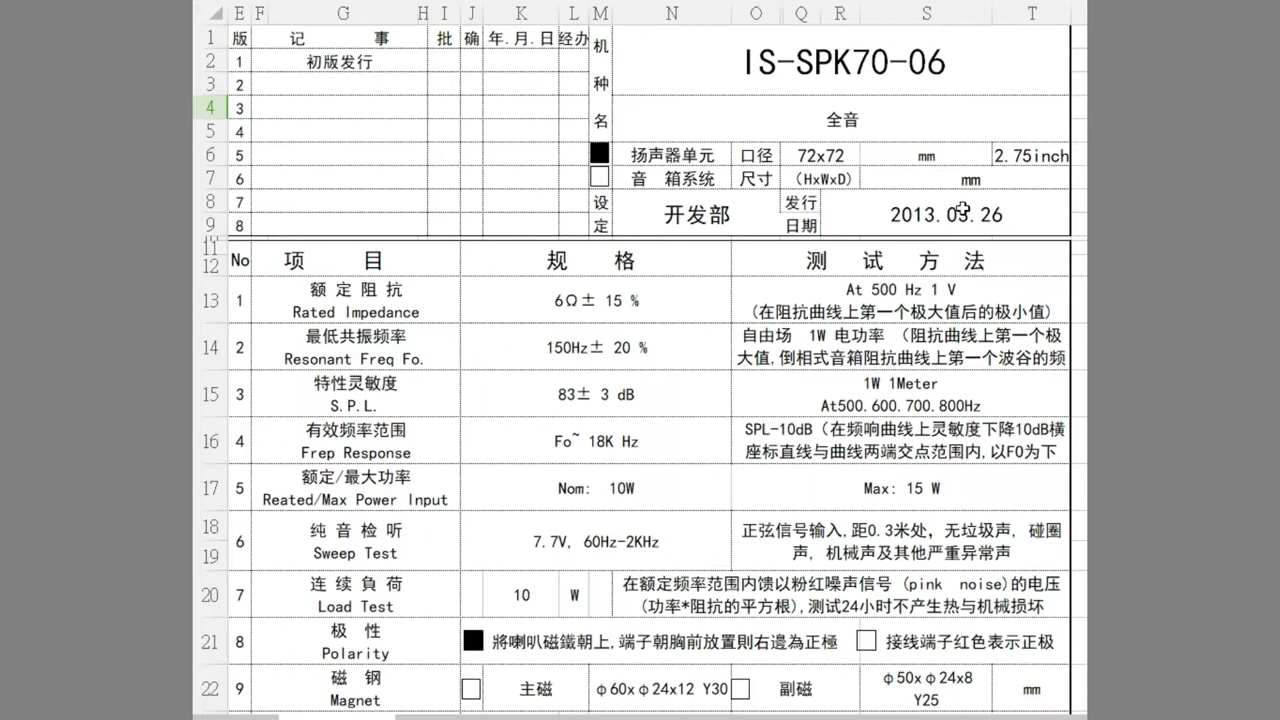 E F G H I J K L M N O Q R S T
1 版 记 事 批 确 年.月.日 经办 机 IS-SPK70-06
2 1 初版发行
3 2 种
4 3 名 全音
5 4
6 5 扬声器单元 口径 72x72 mm 2.75inch
7 6 音 箱系统 尺寸 (HxWxD) mm
8 7 设 开发部 发行 2013. .26
9 8 定 日期
11
12 No 项 目 规 格 测 试 方 法
13 1 额 定 阻 抗 6Ω± 15 % At 500 Hz 1 V
Rated Impedance (在阻抗曲线上第一个极大值后的极小值)
14 2 最低共振频率 150Hz± 20 % 自由场 1W 电功率 (阻抗曲线上第一个极
Resonant Freq Fo. 大值,倒相式音箱阻抗曲线上第一个波谷的频
15 3 特性灵敏度 83± 3 dB 1W 1Meter
S.P.L. At500.600.700.800Hz
16 4 有效频率范围 Fo~ 18K Hz SPL-10dB (在频响曲线上灵敏度下降10dB横
Frep Response 座标直线与曲线两端交点范围内,以F0为下
17 5 额定/最大功率 Nom: 10W Max: 15 W
Reated/Max Power Input
18 6 纯 音 检 听 7.7V, 60Hz-2KHz 正弦信号输入,距0.3米处, 无垃圾声, 碰圈
19 Sweep Test 声, 机械声及其他严重异常声
20 7 连 续 負 荷 10 W 在额定频率范围内馈以粉红噪声信号 (pink noise)的电压
Load Test (功率*阻抗的平方根),测试24小时不产生热与机械损坏
21 8 极 性 將喇叭磁鐵朝上,端子朝胸前放置則右邊為正極 接线端子红色表示正极
Polarity
22 9 磁 钢 主磁 φ60xφ24x12 Y30 副磁 φ50xφ24x8 mm
Magnet Y25